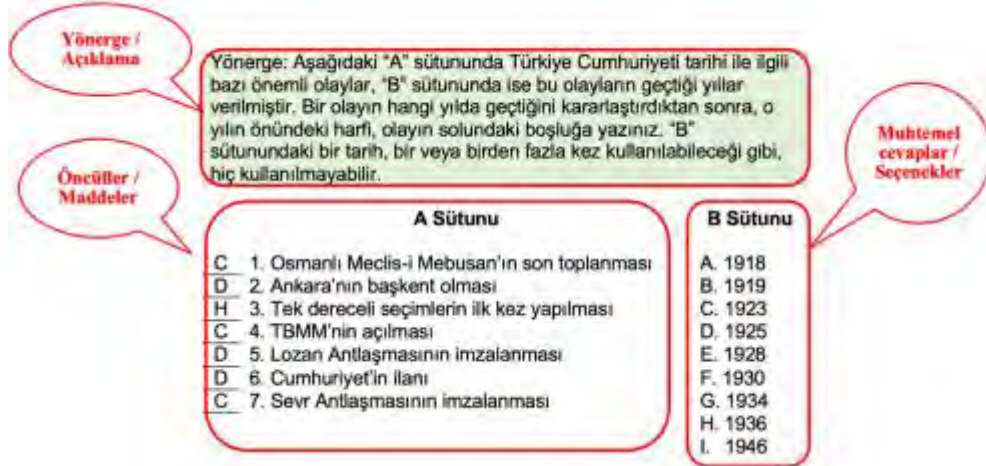 Yönerge /
Açıklama
Yönerge: Aşağıdaki “A” sütununda Türkiye Cumhuriyeti tarihi ile ilgili
bazı önemli olaylar, “B” sütununda ise bu olayların geçtiği yıllar
verilmiştir. Bir olayın hangi yılda geçtiğini kararlaştırdıktan sonra, o
yılın önündeki harfi, olayın solundaki boşluğa yazınız. “B”
sütunundaki bir tarih, bir veya birden fazla kez kullanılabileceği gibi,
hiç kullanılmayabilir.
Muhtemel
cevaplar /
Seçenekler
Öncüller /
Maddeler
A Sütunu
C 1. Osmanlı Meclis-i Mebusan’ın son toplanması
D 2. Ankara’nın başkent olması
H 3. Tek dereceli seçimlerin ilk kez yapılması
C 4. TBMM’nin açılması
D 5. Lozan Antlaşmasının imzalanması
D 6. Cumhuriyet’in ilanı
C 7. Sevr Antlaşmasının imzalanması
B Sütunu
A. 1918
B. 1919
C. 1923
D. 1925
E. 1928
F. 1930
G. 1934
H. 1936
I. 1946